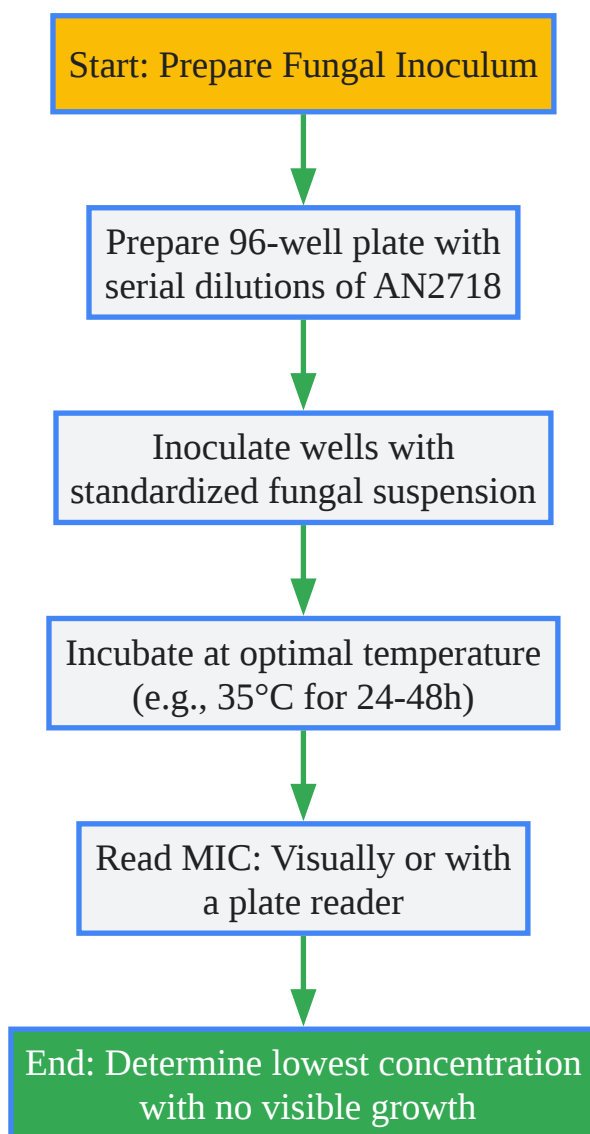 Start: Prepare Fungal Inoculum
Prepare 96-well plate with
serial dilutions of AN2718
Inoculate wells with
standardized fungal suspension
Incubate at optimal temperature
(e.g., 35°C for 24-48h)
Read MIC: Visually or with
a plate reader
End: Determine lowest concentration
with no visible growth